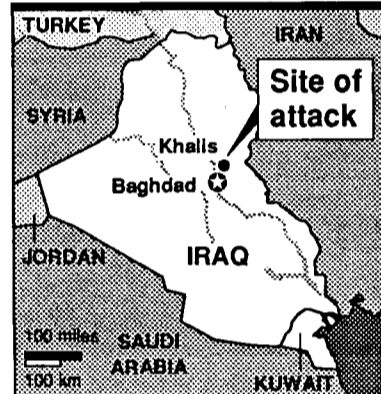 TURKEY
IRAN
Site of
attack
SYRIA
Khalis
Baghdad
IRAQ
JORDAN
100 miles
100 km
SAUDI
ARABIA
KUWAIT